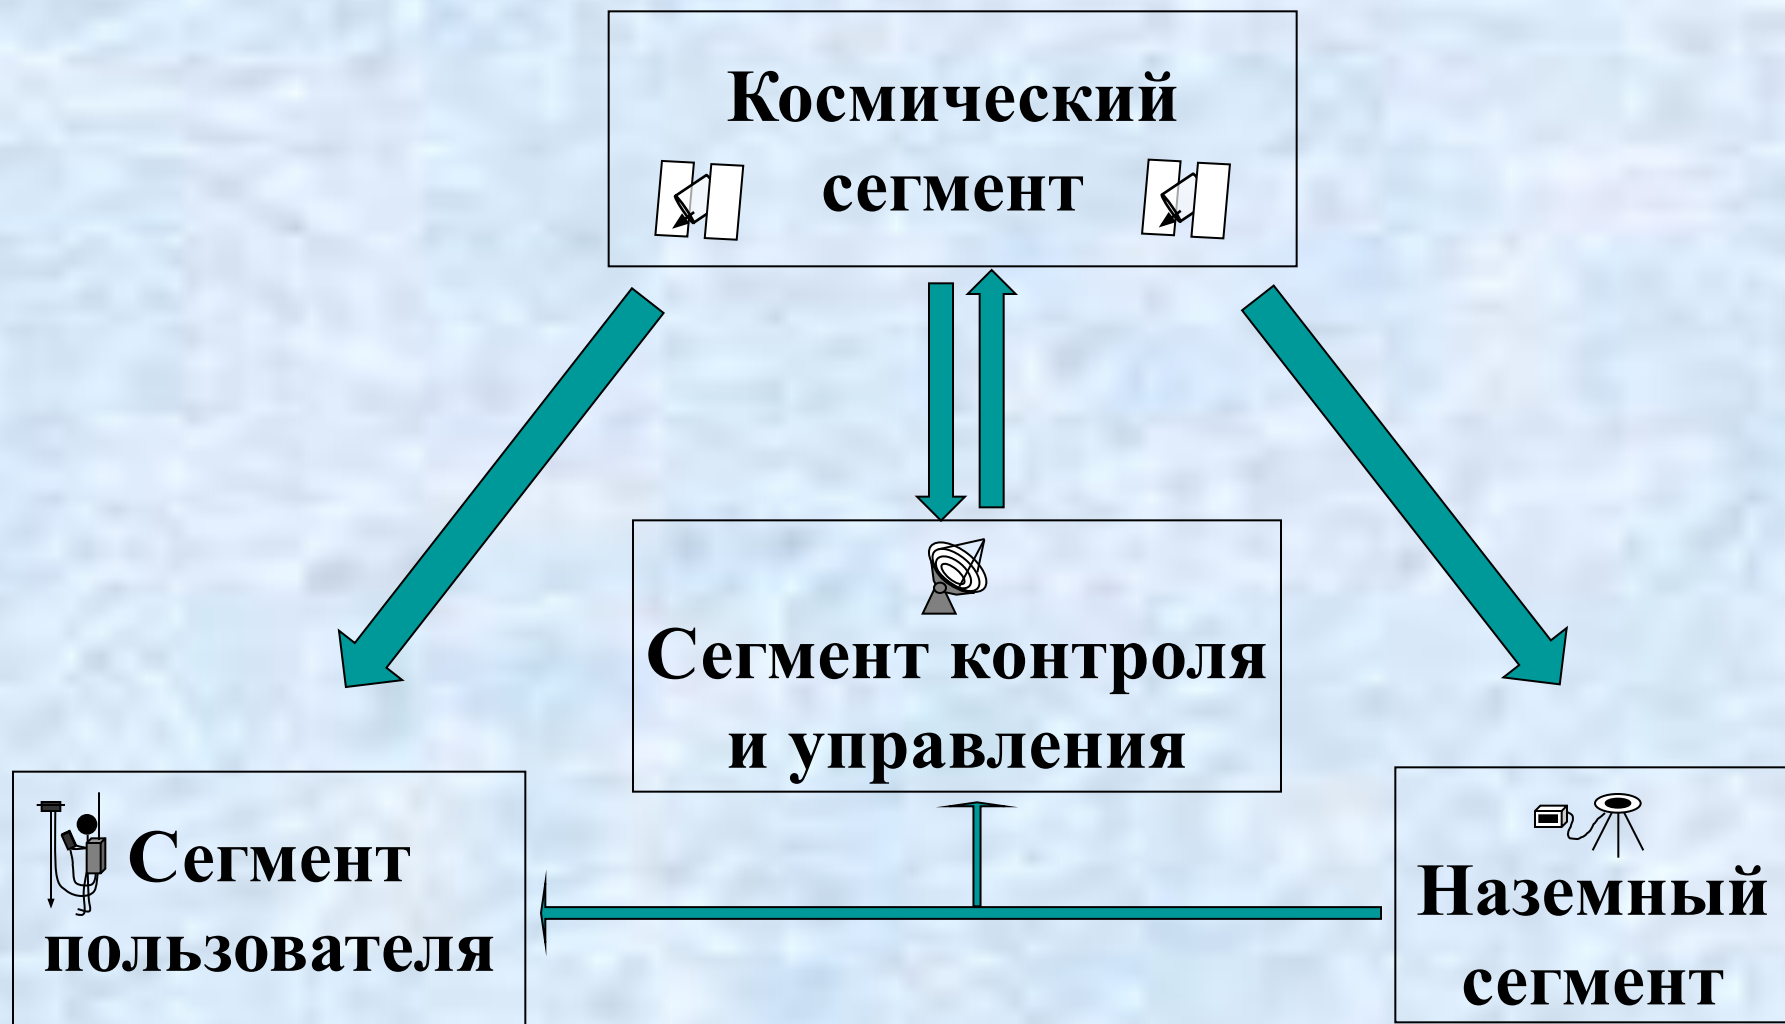 Космический
сегмент
Сегмент контроля
и управления
Сегмент
пользователя
Наземный
сегмент